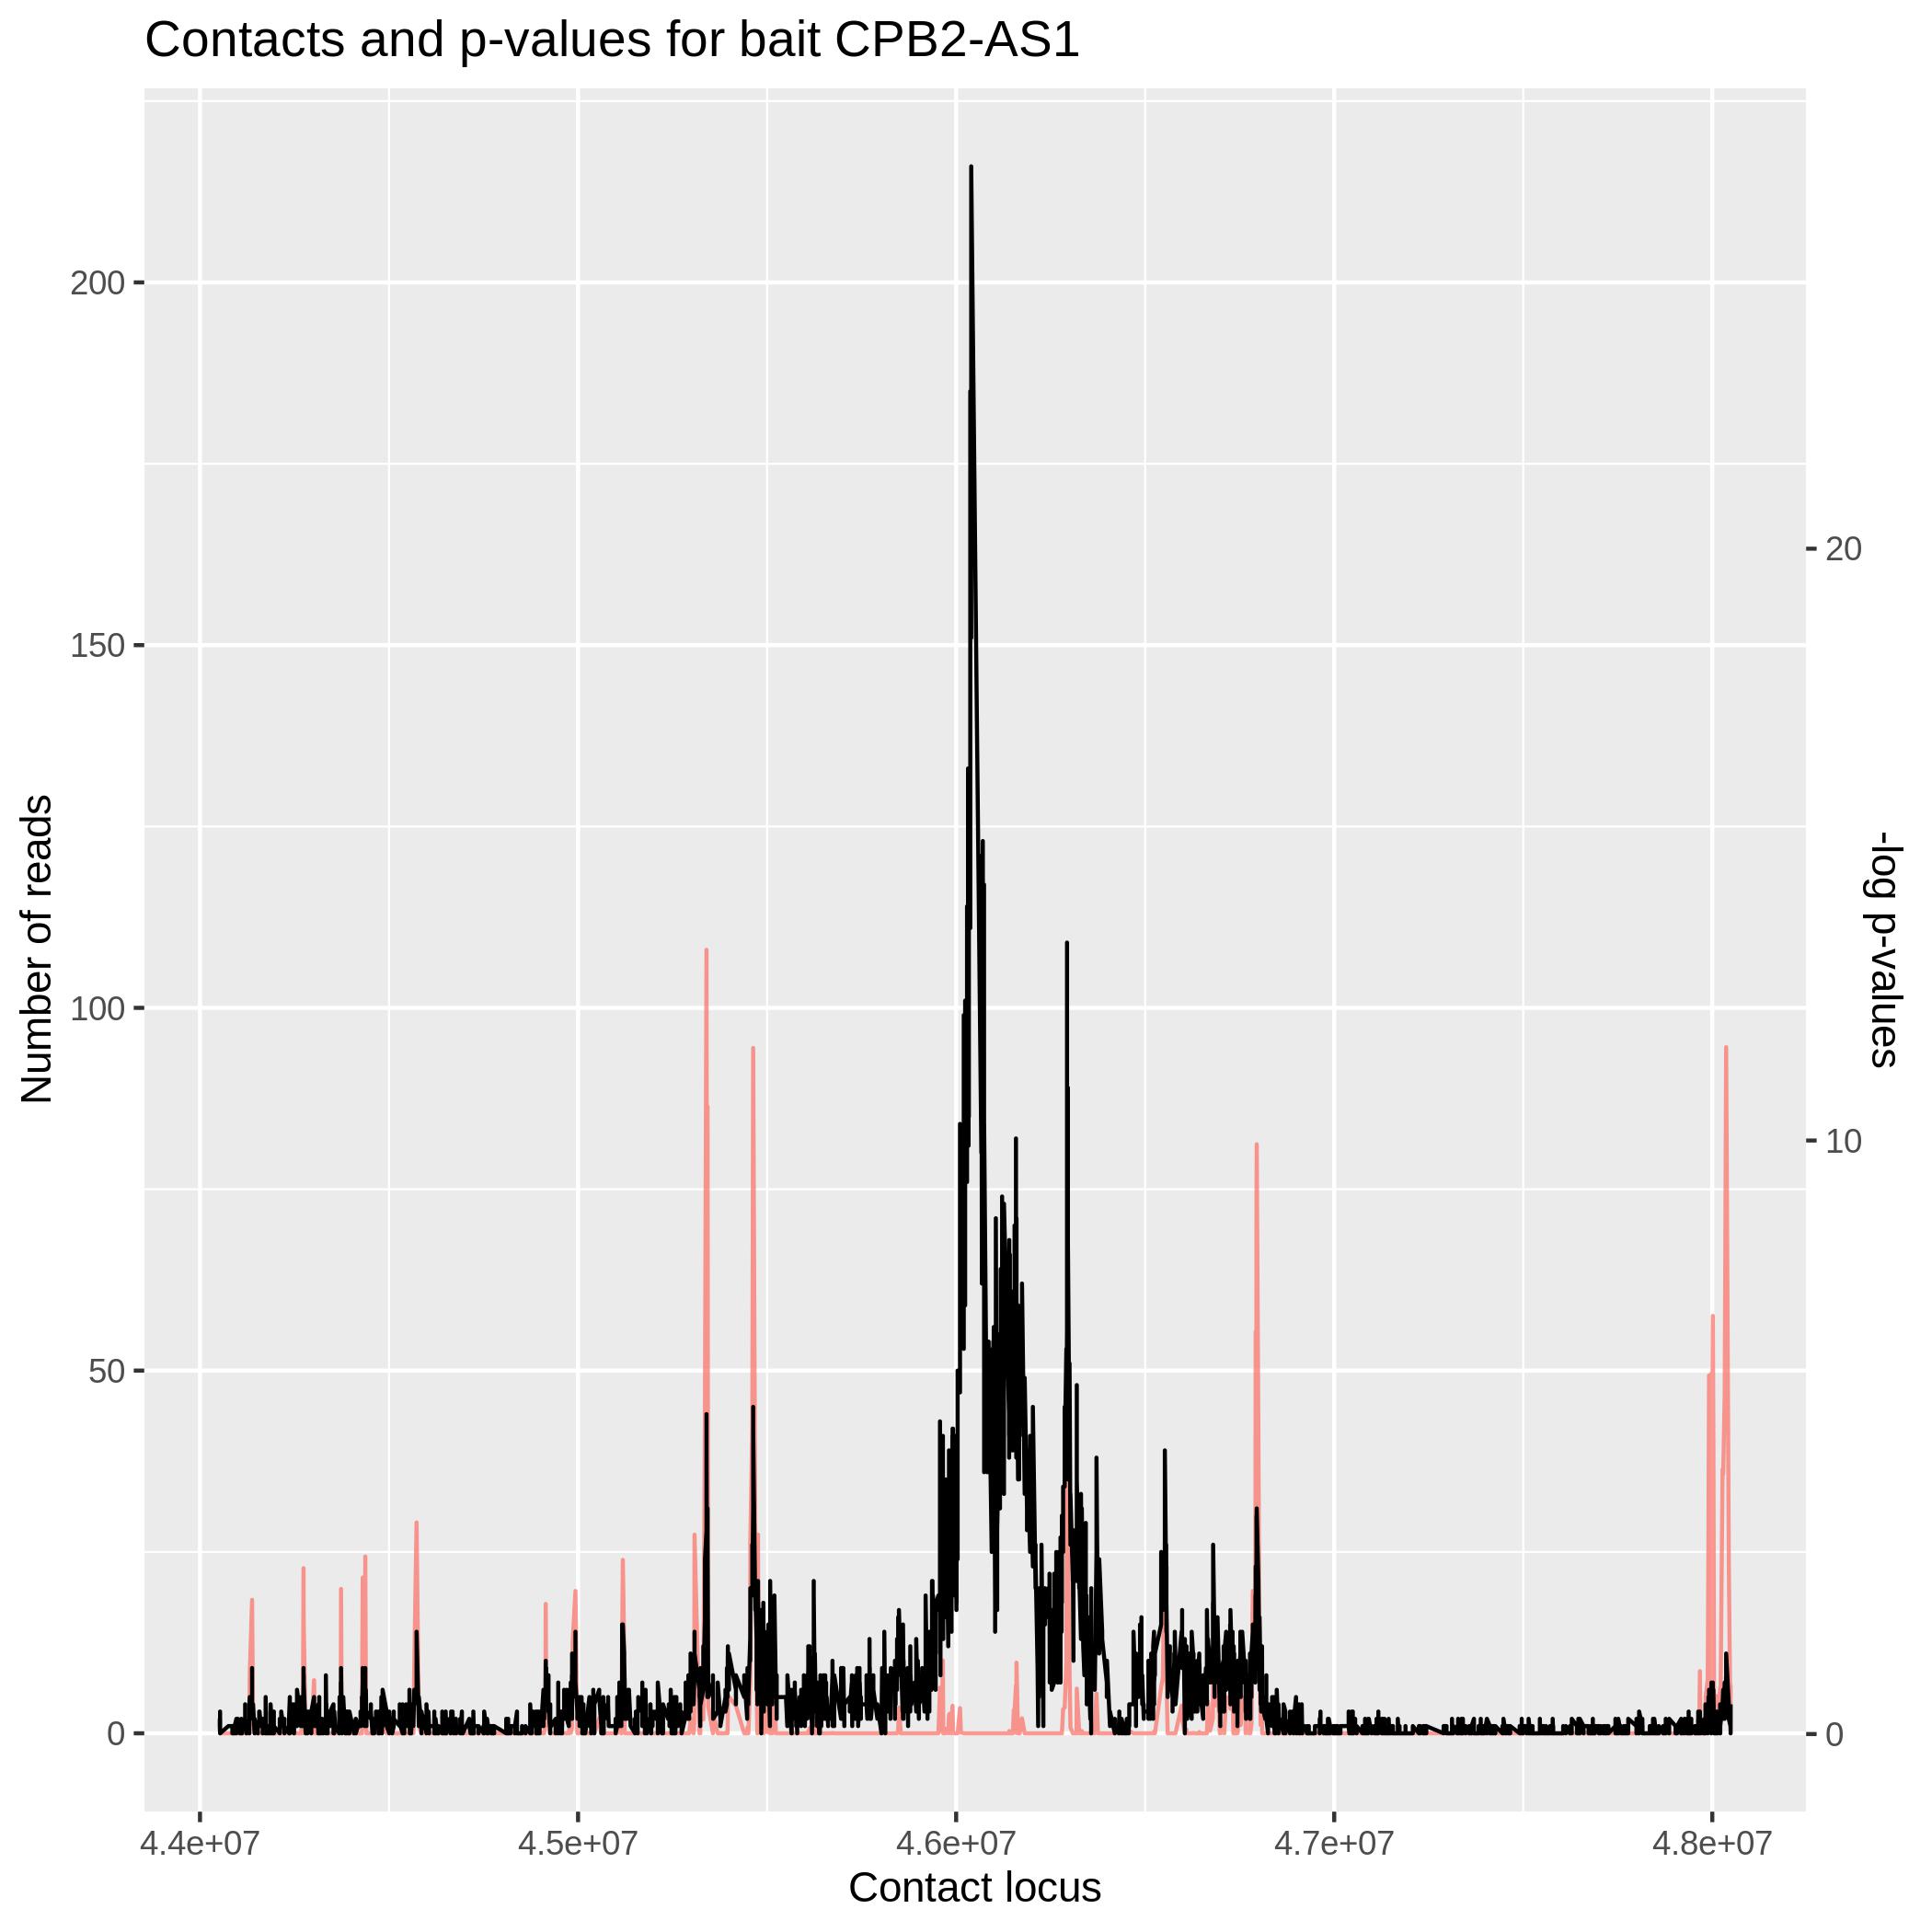 Contacts and p-values for bait CPB2-AS1
200
150
100
50
0
Number of reads
20
10
0
-log p-values
4.4e+07
4.5e+07
4.6e+07
4.7e+07
4.8e+07
Contact locus